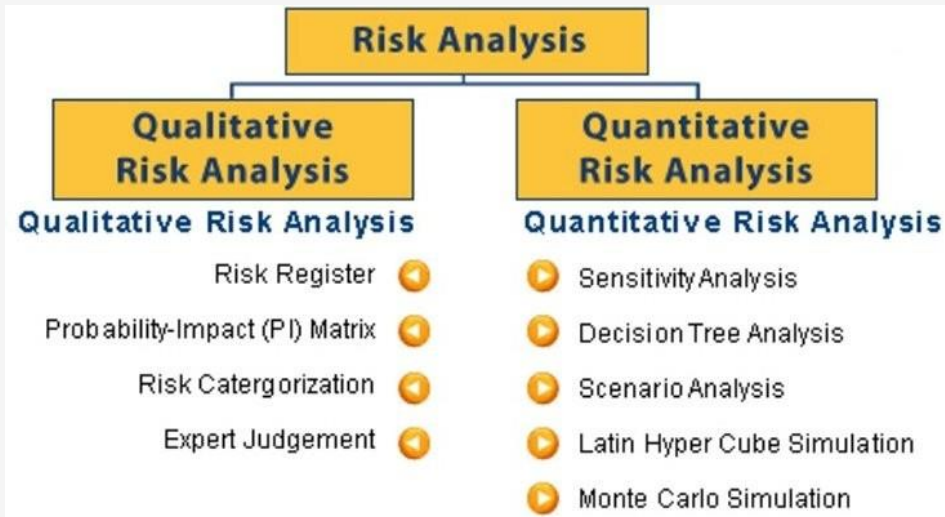 Risk Analysis
Qualitative
Risk Analysis
Quantitative
Risk Analysis
Qualitative Risk Analysis
Risk Register
Probability-Impact (PI) Matrix
Risk Catergorization
Expert Judgement
Quantitative Risk Analysis
Sensitivity Analysis
Decision Tree Analysis
Scenario Analysis
Latin Hyper Cube Simulation
Monte Carlo Simulation